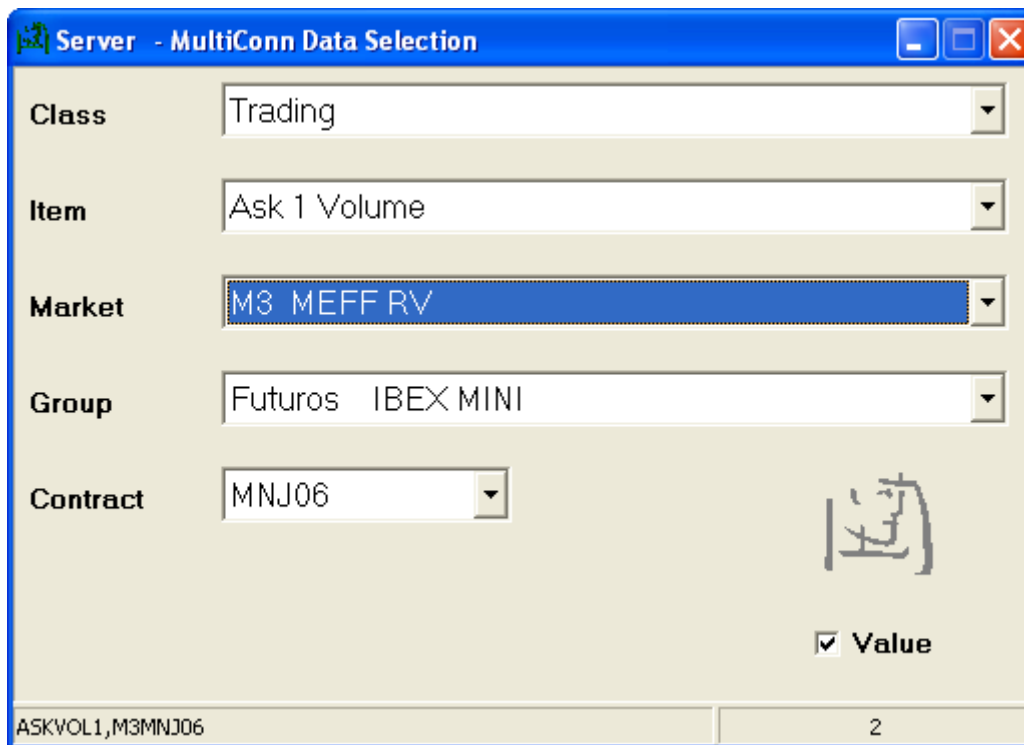 Server - MultiConn Data Selection
Class Trading
Item Ask 1 Volume
Market M3 MEFF RV
Group Futuros IBEX MINI
Contract MNJ06
Value
ASKVOL1,M3MNJ06 2